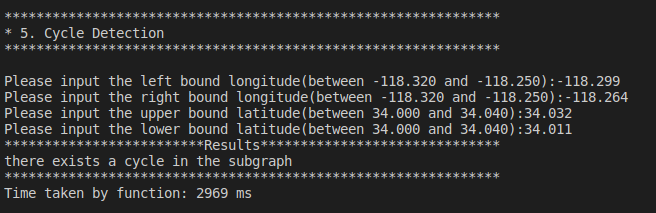 **************************************************************
* 5. Cycle Detection
**************************************************************
Please input the left bound longitude(between -118.320 and -118.250):-118.299
Please input the right bound longitude(between -118.320 and -118.250):-118.264
Please input the upper bound latitude(between 34.000 and 34.040):34.032
Please input the lower bound latitude(between 34.000 and 34.040):34.011
*************************Results******************************
there exists a cycle in the subgraph
**************************************************************
Time taken by function: 2969 ms